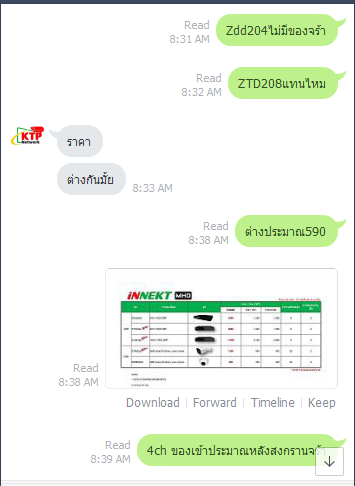 Read
8:31 AM
Zdd204ไม่มีของจร้า
Read
8:32 AM
ZTD208แทนไหม
KTP
Network
ราคา
ต่างกันมั้ย
8:33 AM
Read
8:38 AM
ต่างประมาณ590
iNNEKT MHD
Read
8:38 AM
Download | Forward | Timeline | Keep
Read
8:39 AM
4ch ของเข้าประมาณหลังสงกรานจร้า